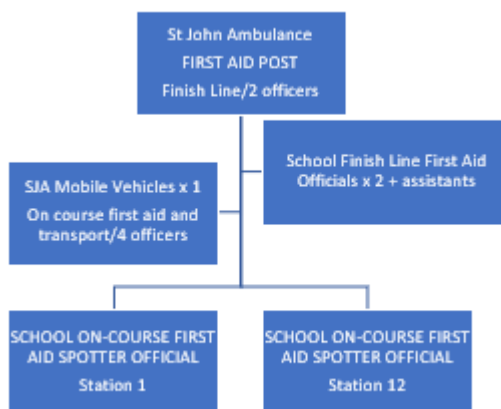 St John Ambulance
FIRST AID POST
Finish Line/2 officers
School Finish Line First Aid
Officials x 2 + assistants
SJA Mobile Vehicles x 1
On course first aid and
transport/4 officers
SCHOOL ON-COURSE FIRST
AID SPOTTER OFFICIAL
Station 1
SCHOOL ON-COURSE FIRST
AID SPOTTER OFFICIAL
Station 12